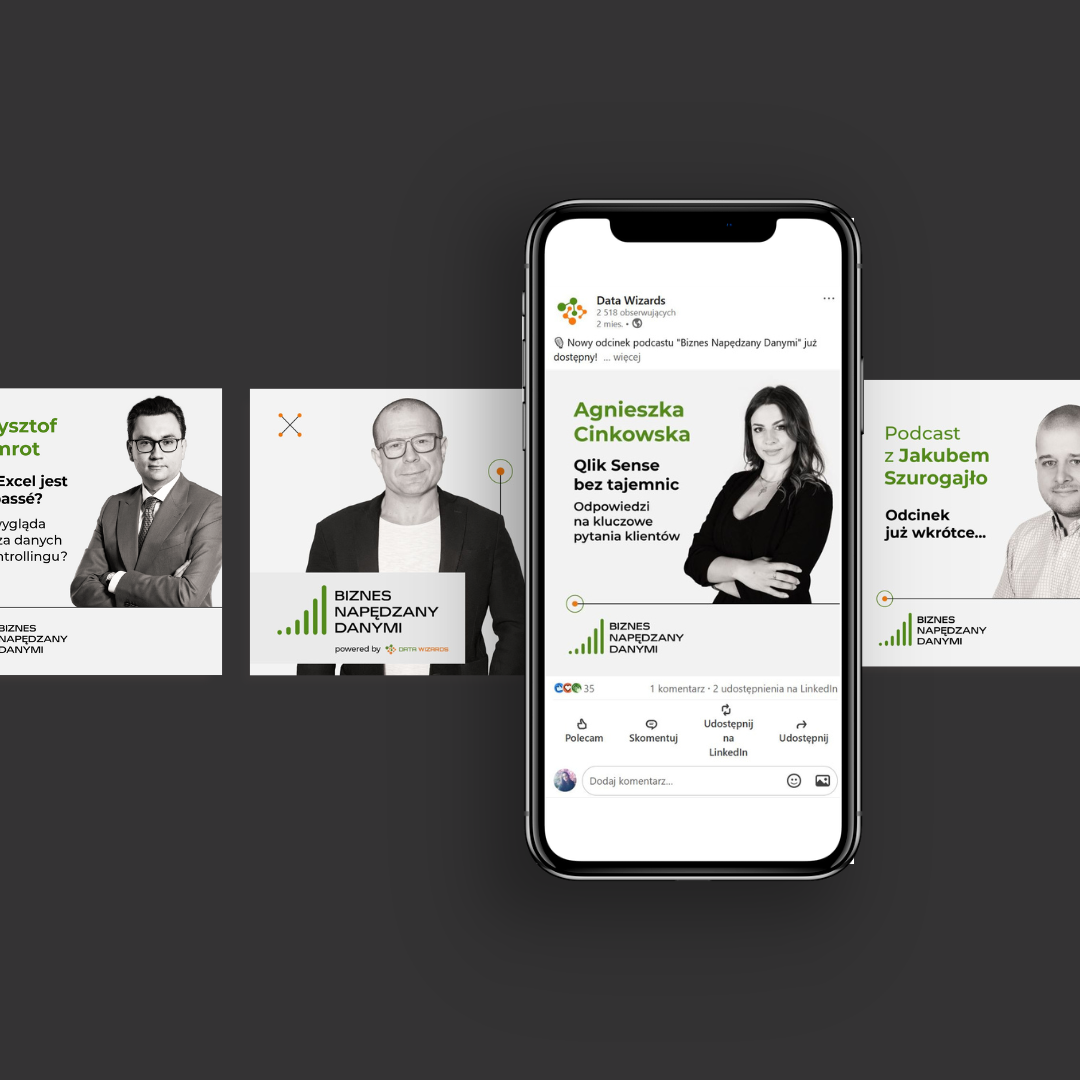 ysztof
mrot
Excel jest
passé?
wygląda
za danych
ntrollingu?
BIZNES
NAPĘDZANY
DANYMI
BIZNES
NAPĘDZANY
DANYMI
powered by DATA WIZARDS
Data Wizards
2 518 obserwujących
2 mies. •
Nowy odcinek podcastu "Biznes Napędzany Danymi" już
dostępny! ... więcej
Agnieszka
Cinkowska
Qlik Sense
bez tajemnic
Odpowiedzi
na kluczowe
pytania klientów
BIZNES
NAPĘDZANY
DANYMI
35 1 komentarz • 2 udostępnienia na LinkedIn
Polecam
Skomentuj
Udostępnij
na
LinkedIn
Udostępnij
Dodaj komentarz...
Podcast
z Jakubem
Szurogajło
Odcinek
już wkrótce...
BIZNES
NAPĘDZANY
DANYMI